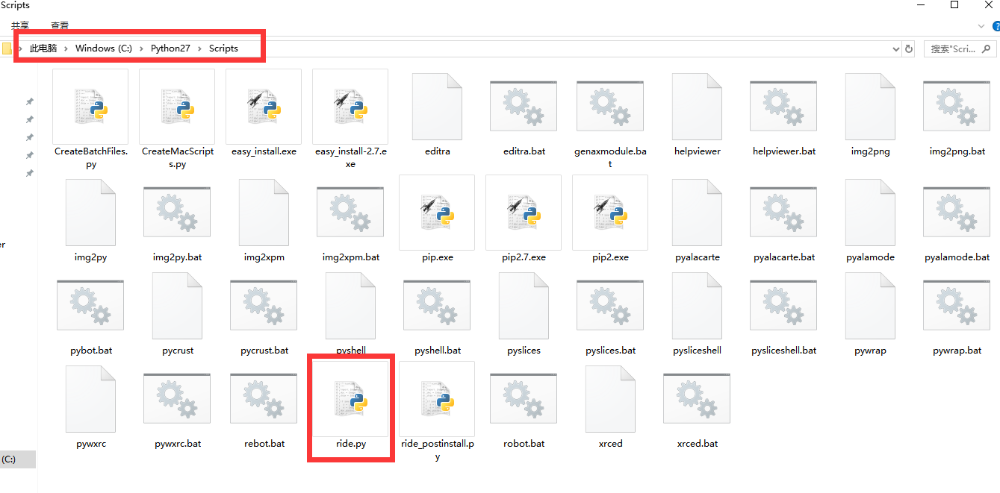 Scripts
共享 查看
此电脑 › Windows (C:) › Python27 › Scripts
搜索"Scri...
CreateBatchFiles.
py
CreateMacScript
s.py
easy_install.exe
easy_install-2.7.e
xe
editra
editra.bat
genaxmodule.ba
t
helpviewer
helpviewer.bat
img2png
img2png.bat
img2py
img2py.bat
img2xpm
img2xpm.bat
pip.exe
pip2.7.exe
pip2.exe
pyalacarte
pyalacarte.bat
pyalamode
pyalamode.bat
er
pybot.bat
pycrust
pycrust.bat
pyshell
pyshell.bat
pyslices
pyslices.bat
pysliceshell
pysliceshell.bat
pywrap
pywrap.bat
pywxrc
pywxrc.bat
rebot.bat
ride.py
ride_postinstall.p
y
robot.bat
xrced
xrced.bat
(C:)